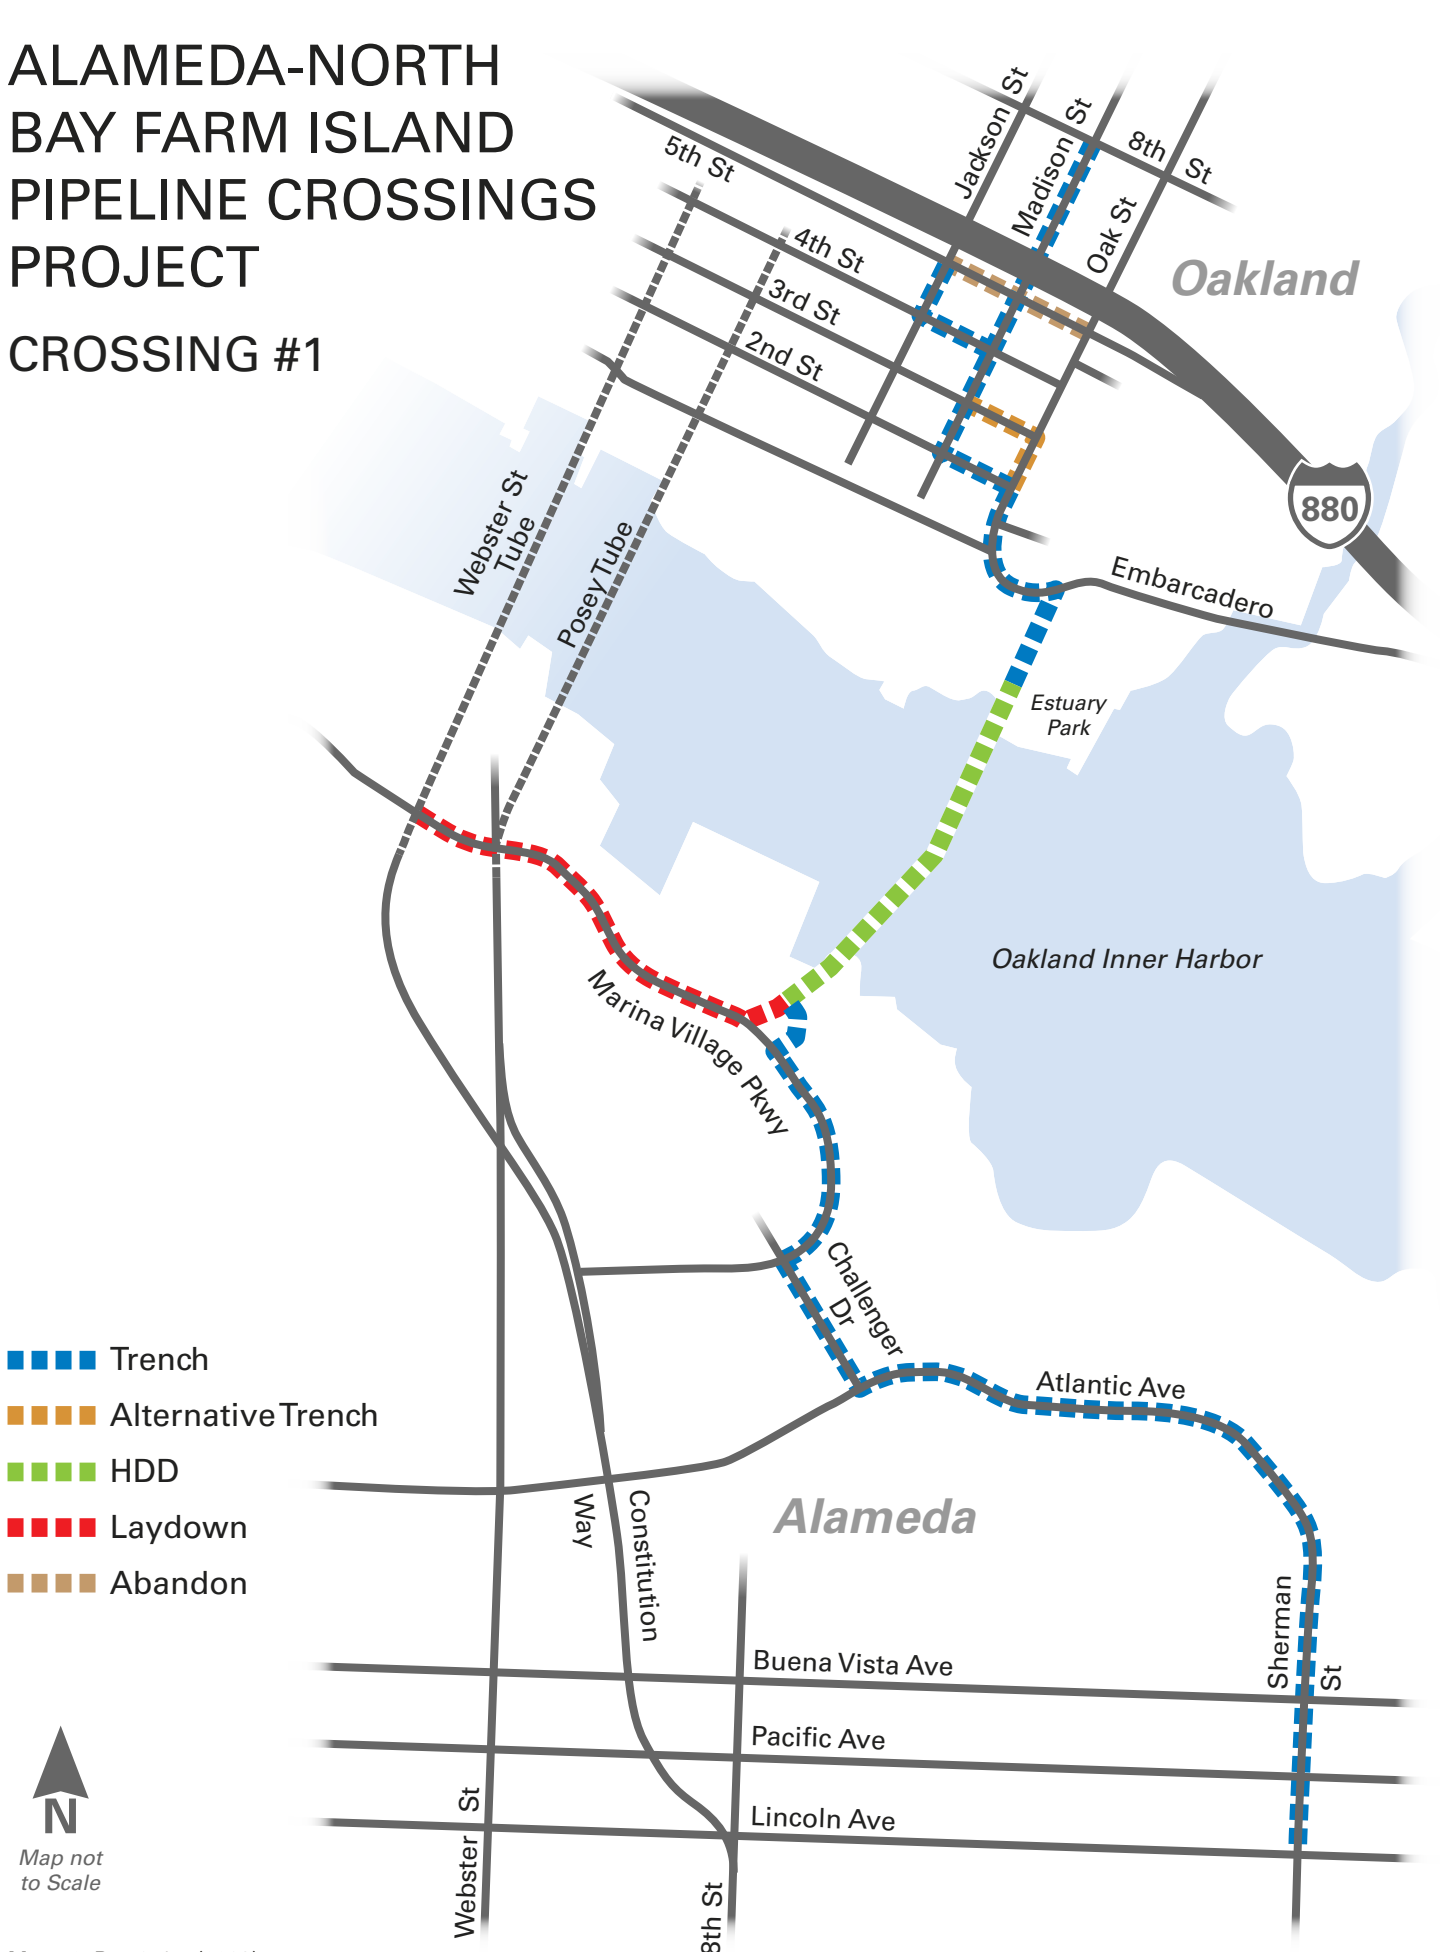 ALAMEDA-NORTH
BAY FARM ISLAND
PIPELINE CROSSINGS
PROJECT
CROSSING #1
Jackson St
Madison St
8th St
5th St
Oak St
4th St
3rd St
2nd St
Oakland
880
Webster St
Tube
Posey Tube
Embarcadero
Estuary
Park
Oakland Inner Harbor
Marina Village Pkwy
Challenger
Dr
Atlantic Ave
Trench
Alternative Trench
HDD
Laydown
Abandon
Way
Constitution
Alameda
Sherman St
Buena Vista Ave
Pacific Ave
Lincoln Ave
Webster St
8th St
N
Map not
to Scale